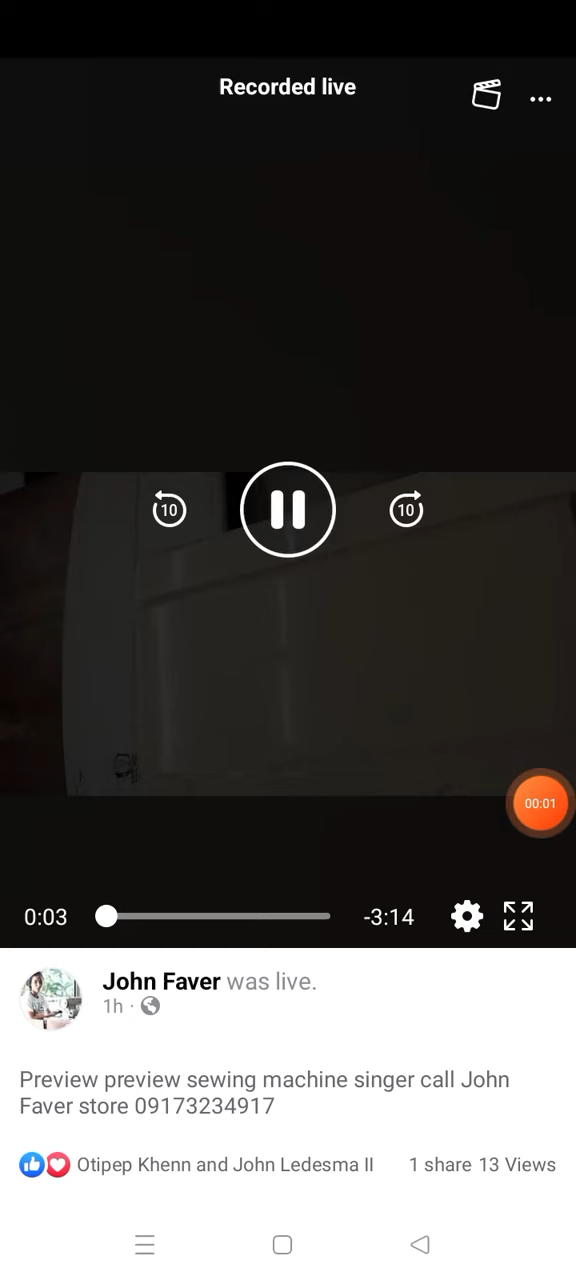 Recorded live
10
10
00:01
0:03
-3:14
John Faver was live.
1h ·
Preview preview sewing machine singer call John
Faver store 09173234917
Otipep Khenn and John Ledesma II
1 share 13 Views